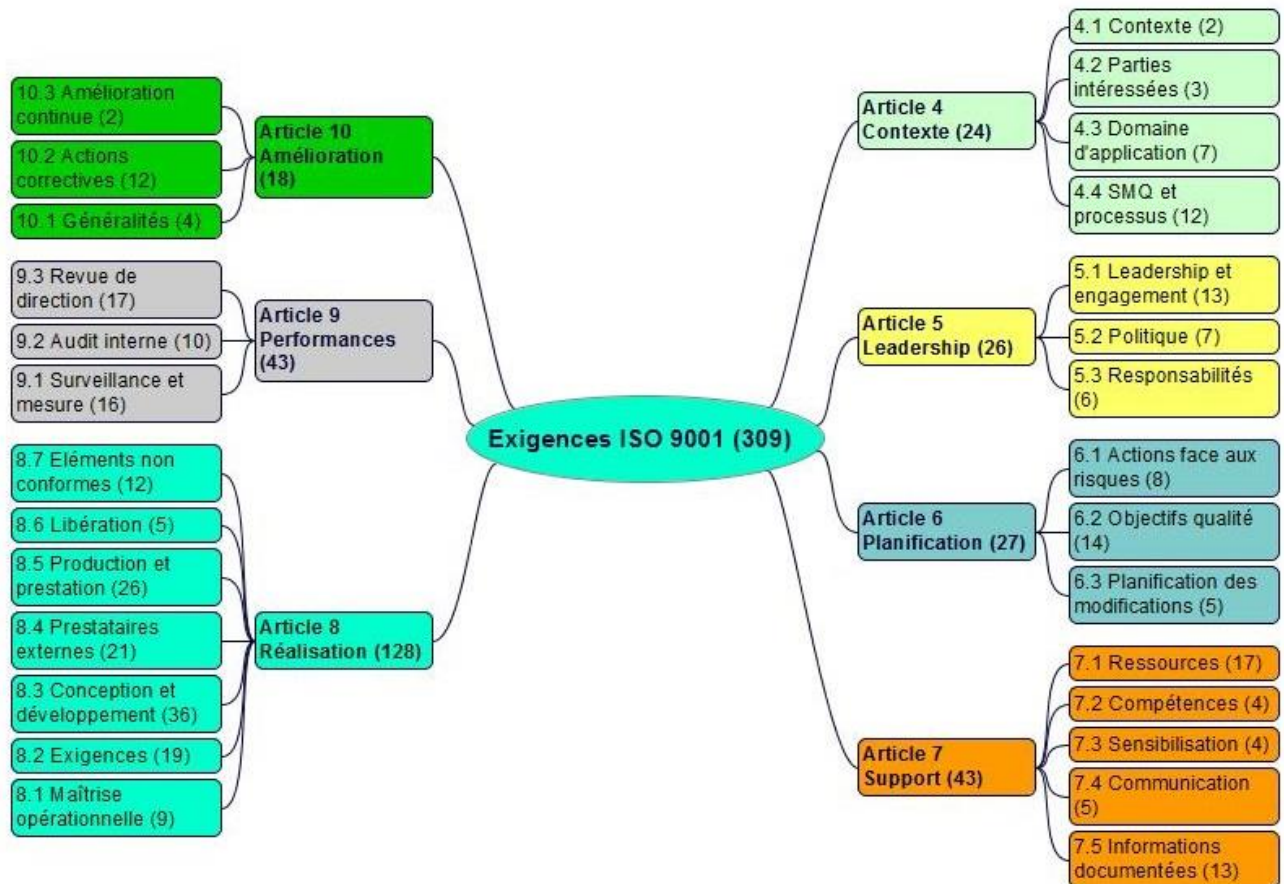 Exigences ISO 9001 (309)
Article 4
Contexte (24)
4.1 Contexte (2)
4.2 Parties
intéressées (3)
4.3 Domaine
d'application (7)
4.4 SMQ et
processus (12)
Article 5
Leadership (26)
5.1 Leadership et
engagement (13)
5.2 Politique (7)
5.3 Responsabilités
(6)
Article 6
Planification (27)
6.1 Actions face aux
risques (8)
6.2 Objectifs qualité
(14)
6.3 Planification des
modifications (5)
Article 7
Support (43)
7.1 Ressources (17)
7.2 Compétences (4)
7.3 Sensibilisation (4)
7.4 Communication
(5)
7.5 Informations
documentées (13)
Article 10
Amélioration
(18)
10.3 Amélioration
continue (2)
10.2 Actions
correctives (12)
10.1 Généralités (4)
Article 9
Performances
(43)
9.3 Revue de
direction (17)
9.2 Audit interne (10)
9.1 Surveillance et
mesure (16)
Article 8
Réalisation (128)
8.7 Eléments non
conformes (12)
8.6 Libération (5)
8.5 Production et
prestation (26)
8.4 Prestataires
externes (21)
8.3 Conception et
développement (36)
8.2 Exigences (19)
8.1 Maîtrise
opérationnelle (9)